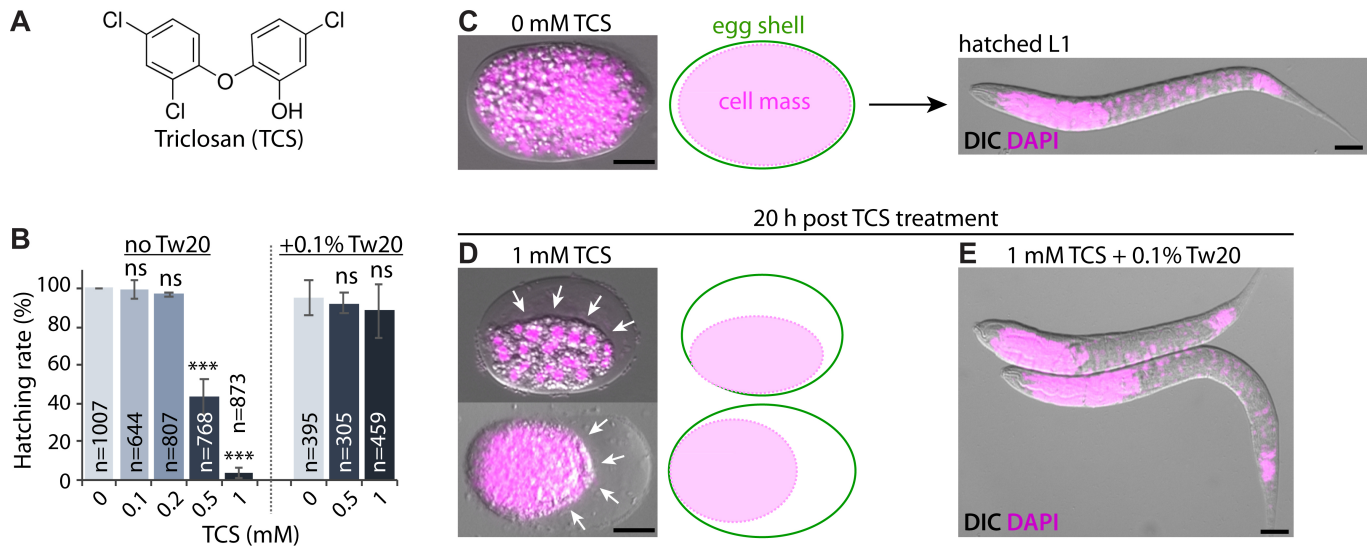 A
Cl
Cl
Cl
O
OH
Triclosan (TCS)
B
no Tw20
+0.1% Tw20
Hatching rate (%)
100
80
60
40
20
0
ns
ns
***
***
ns
ns
n=1007
n=644
n=807
n=768
n=873
n=395
n=305
n=459
0
0.1
0.2
0.5
1
0
0.5
1
TCS (mM)
C
0 mM TCS
egg shell
cell mass
hatched L1
DIC DAPI
20 h post TCS treatment
D
1 mM TCS
E
1 mM TCS + 0.1% Tw20
DIC DAPI